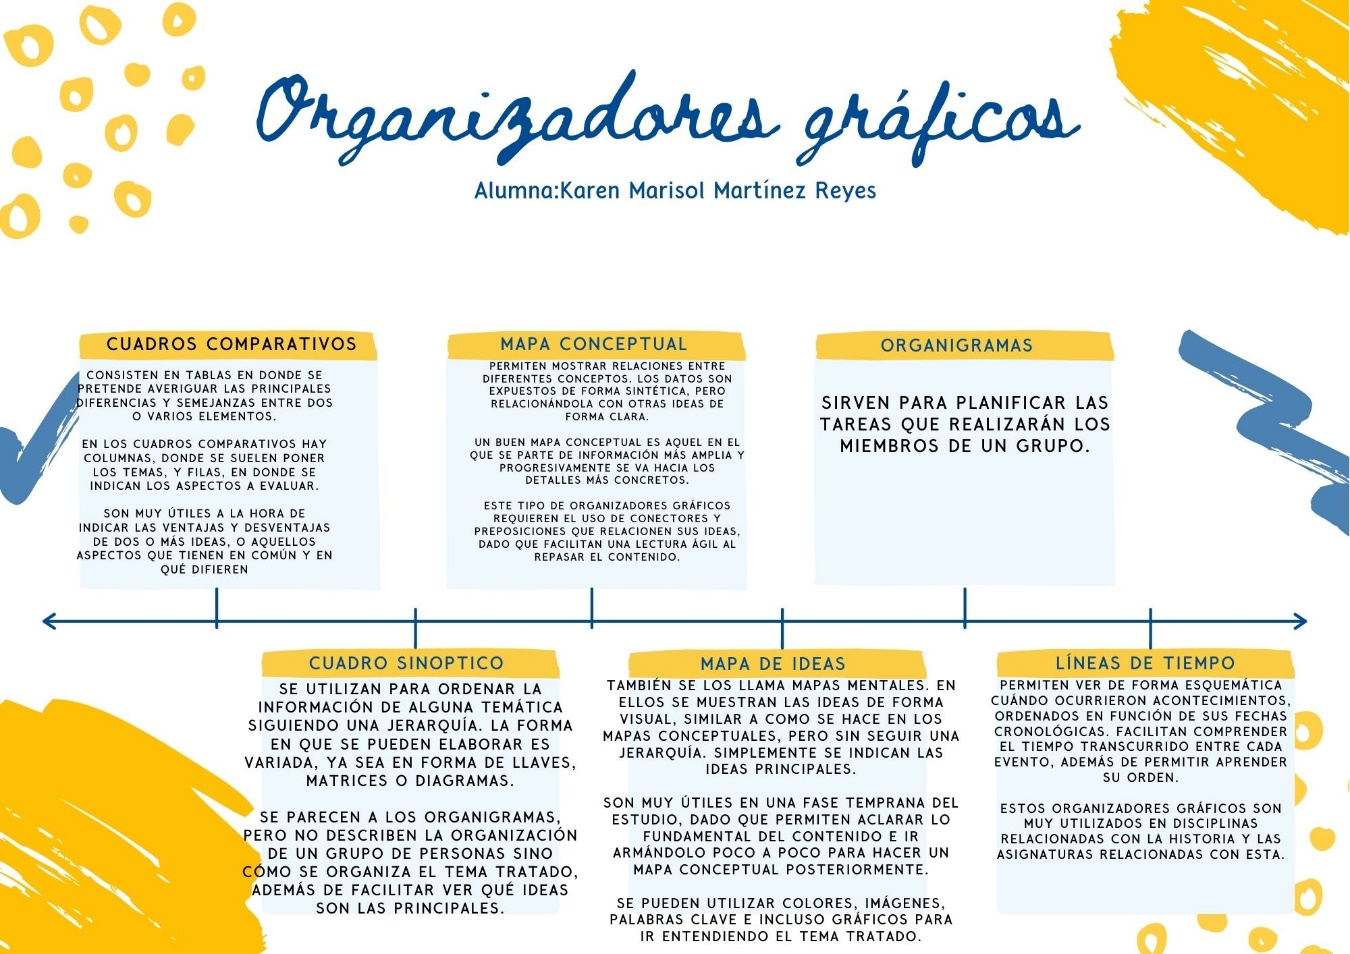 Organizadores gráficos
Alumna:Karen Marisol Martínez Reyes
CUADROS COMPARATIVOS
CONSISTEN EN TABLAS EN DONDE SE
PRETENDE AVERIGUAR LAS PRINCIPALES
DIFERENCIAS Y SEMEJANZAS ENTRE DOS
O VARIOS ELEMENTOS.
EN LOS CUADROS COMPARATIVOS HAY
COLUMNAS, DONDE SE SUELEN PONER
LOS TEMAS, Y FILAS, EN DONDE SE
INDICAN LOS ASPECTOS A EVALUAR.
SON MUY ÚTILES A LA HORA DE
INDICAR LAS VENTAJAS Y DESVENTAJAS
DE DOS O MÁS IDEAS, O AQUELLOS
ASPECTOS QUE TIENEN EN COMÚN Y EN
QUÉ DIFIEREN
MAPA CONCEPTUAL
PERMITEN MOSTRAR RELACIONES ENTRE
DIFERENTES CONCEPTOS. LOS DATOS SON
EXPUESTOS DE FORMA SINTÉTICA, PERO
RELACIONÁNDOLA CON OTRAS IDEAS DE
FORMA CLARA.
UN BUEN MAPA CONCEPTUAL ES AQUEL EN EL
QUE SE PARTE DE INFORMACIÓN MÁS AMPLIA Y
PROGRESIVAMENTE SE VA HACIA LOS
DETALLES MÁS CONCRETOS.
ESTE TIPO DE ORGANIZADORES GRÁFICOS
REQUIEREN EL USO DE CONECTORES Y
PREPOSICIONES QUE RELACIONEN SUS IDEAS,
DADO QUE FACILITAN UNA LECTURA ÁGIL AL
REPASAR EL CONTENIDO.
ORGANIGRAMAS
SIRVEN PARA PLANIFICAR LAS
TAREAS QUE REALIZARÁN LOS
MIEMBROS DE UN GRUPO.
CUADRO SINOPTICO
SE UTILIZAN PARA ORDENAR LA
INFORMACIÓN DE ALGUNA TEMÁTICA
SIGUIENDO UNA JERARQUÍA. LA FORMA
EN QUE SE PUEDEN ELABORAR ES
VARIADA, YA SEA EN FORMA DE LLAVES,
MATRICES O DIAGRAMAS.
SE PARECEN A LOS ORGANIGRAMAS,
PERO NO DESCRIBEN LA ORGANIZACIÓN
DE UN GRUPO DE PERSONAS SINO
CÓMO SE ORGANIZA EL TEMA TRATADO,
ADEMÁS DE FACILITAR VER QUÉ IDEAS
SON LAS PRINCIPALES.
MAPA DE IDEAS
TAMBIÉN SE LOS LLAMA MAPAS MENTALES. EN
ELLOS SE MUESTRAN LAS IDEAS DE FORMA
VISUAL, SIMILAR A COMO SE HACE EN LOS
MAPAS CONCEPTUALES, PERO SIN SEGUIR UNA
JERARQUÍA. SIMPLEMENTE SE INDICAN LAS
IDEAS PRINCIPALES.
SON MUY ÚTILES EN UNA FASE TEMPRANA DEL
ESTUDIO, DADO QUE PERMITEN ACLARAR LO
FUNDAMENTAL DEL CONTENIDO E IR
ARMÁNDOLO POCO A POCO PARA HACER UN
MAPA CONCEPTUAL POSTERIORMENTE.
SE PUEDEN UTILIZAR COLORES, IMÁGENES,
PALABRAS CLAVE E INCLUSO GRÁFICOS PARA
IR ENTENDIENDO EL TEMA TRATADO.
LÍNEAS DE TIEMPO
PERMITEN VER DE FORMA ESQUEMÁTICA
CUÁNDO OCURRIERON ACONTECIMIENTOS,
ORDENADOS EN FUNCIÓN DE SUS FECHAS
CRONOLÓGICAS. FACILITAN COMPRENDER
EL TIEMPO TRANSCURRIDO ENTRE CADA
EVENTO, ADEMÁS DE PERMITIR APRENDER
SU ORDEN.
ESTOS ORGANIZADORES GRÁFICOS SON
MUY UTILIZADOS EN DISCIPLINAS
RELACIONADAS CON LA HISTORIA Y LAS
ASIGNATURAS RELACIONADAS CON ESTA.